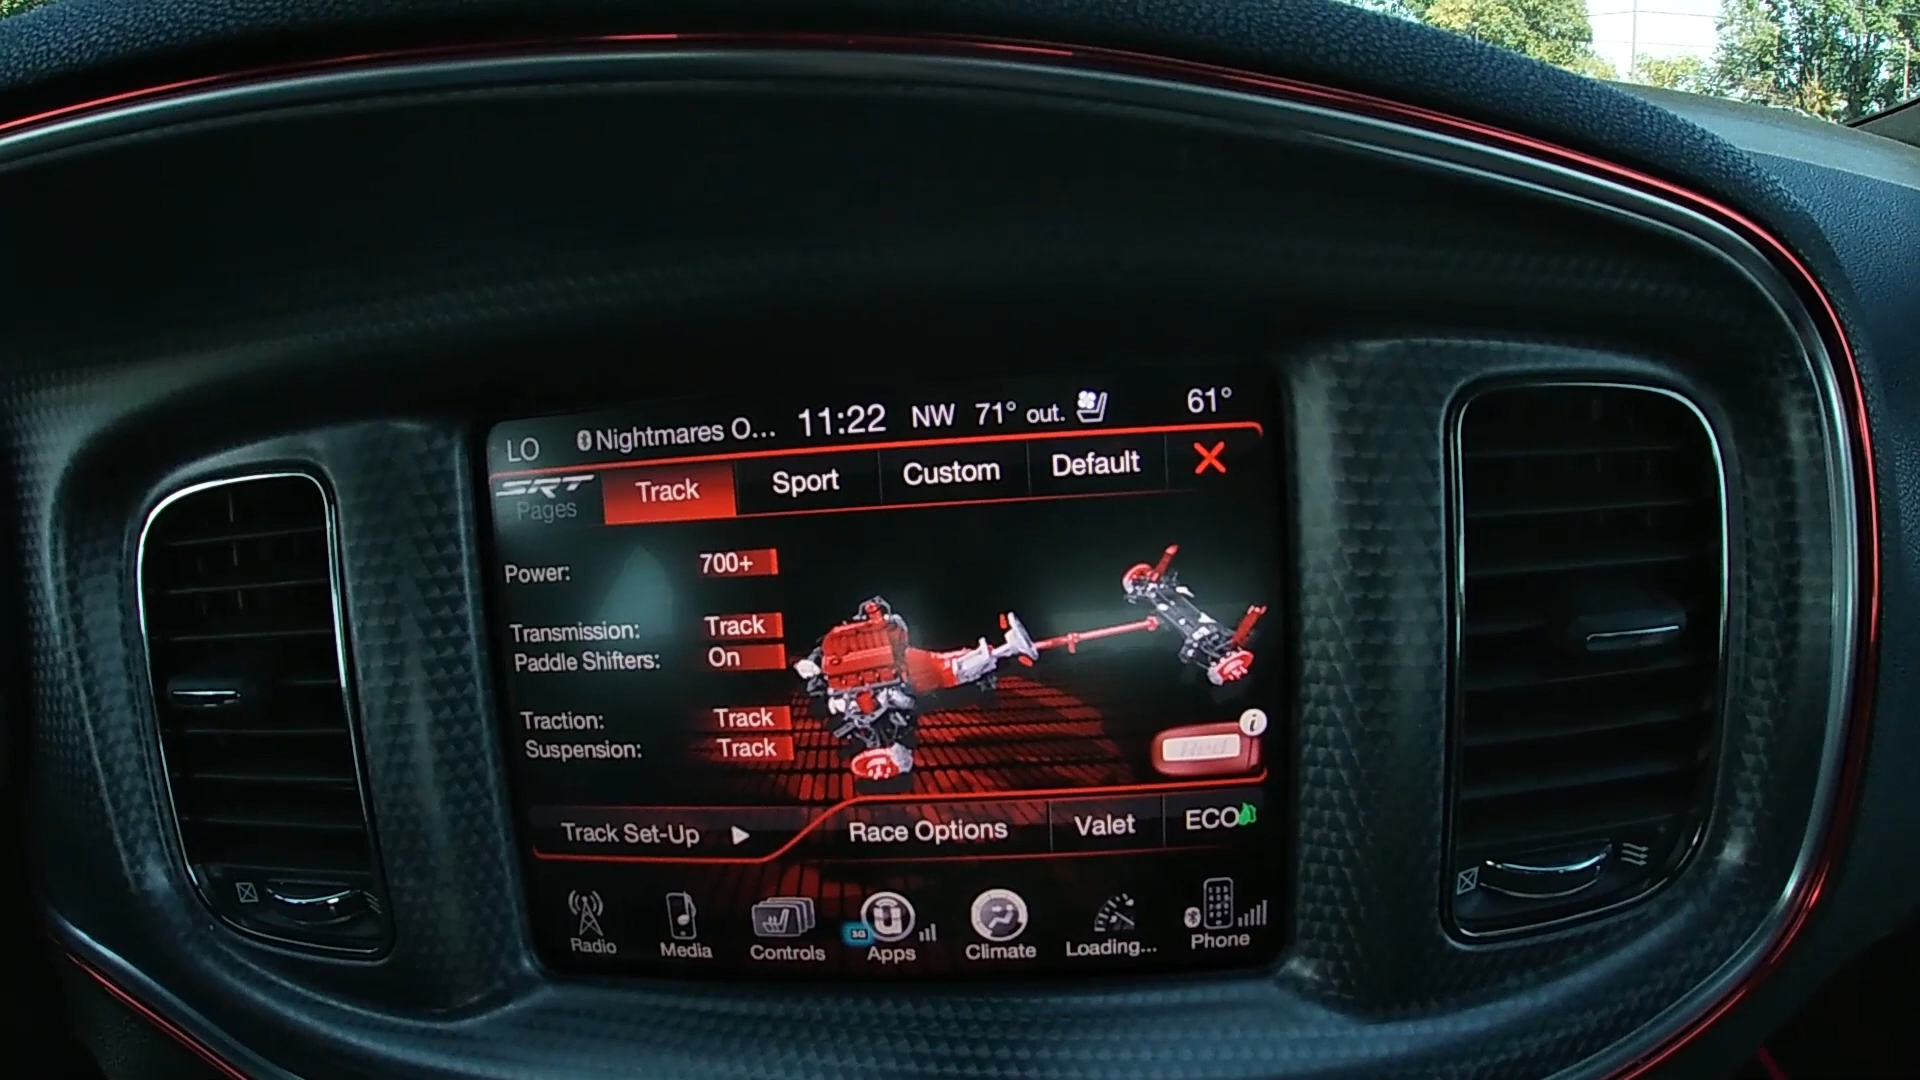 LO Nightmares O... 11:22 NW 71° out. 61°
SRT Pages Track Sport Custom Default X
Power: 700+
Transmission: Track
Paddle Shifters: On
Traction: Track
Suspension: Track
i
Track Set-Up Race Options Valet ECO
Radio Media Controls 3G Apps Climate Loading... Phone